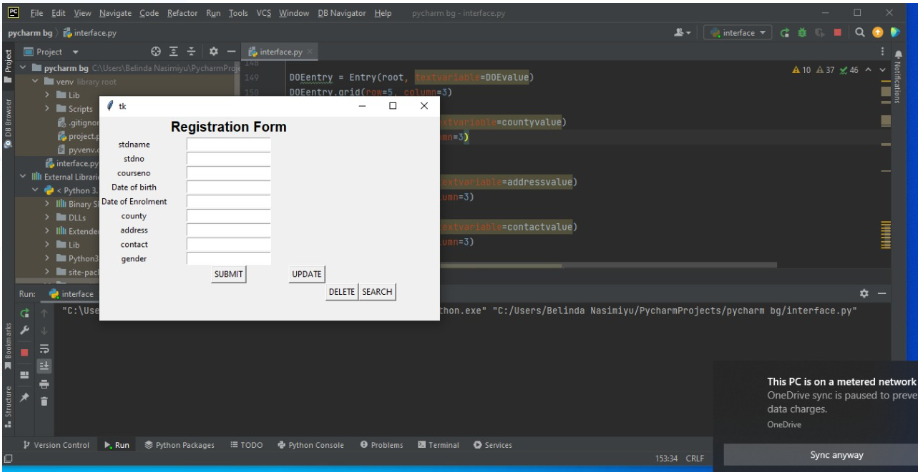 File Edit View Navigate Code Refactor Run Tools VCS Window DB Navigator Help pycharm bg - interface.py
pycharm bg interface.py interface
Project interface.py
pycharm bg C:\Users\Belinda Nasimiyu\PycharmProj
venv library root
Lib
Scripts
.gitigno
project.p
pyvenv.
interface.py
External Librari
< Python 3.
Binary S
DLLs
Extende
Lib
Python3
site-pac
149 DOEentry = Entry(root, textvariable=DOEvalue)
150 DOEentry.grid(row=5, column=3)
=countyvalue)
mn=3)
=addressvalue)
umn=3)
=contactvalue)
umn=3)
10 37 46
tk
Registration Form
stdname
stdno
courseno
Date of birth
Date of Enrolment
county
address
contact
gender
SUBMIT UPDATE
DELETE SEARCH
Run: interface
"C:\Use thon.exe" "C:/Users/Belinda Nasimiyu/PycharmProjects/pycharm bg/interface.py"
Project
DB Browser
Bookmarks
Structure
Notifications
This PC is on a metered network
OneDrive sync is paused to preve
data charges.
OneDrive
Sync anyway
Version Control Run Python Packages TODO Python Console Problems Terminal Services
153:34 CRLF